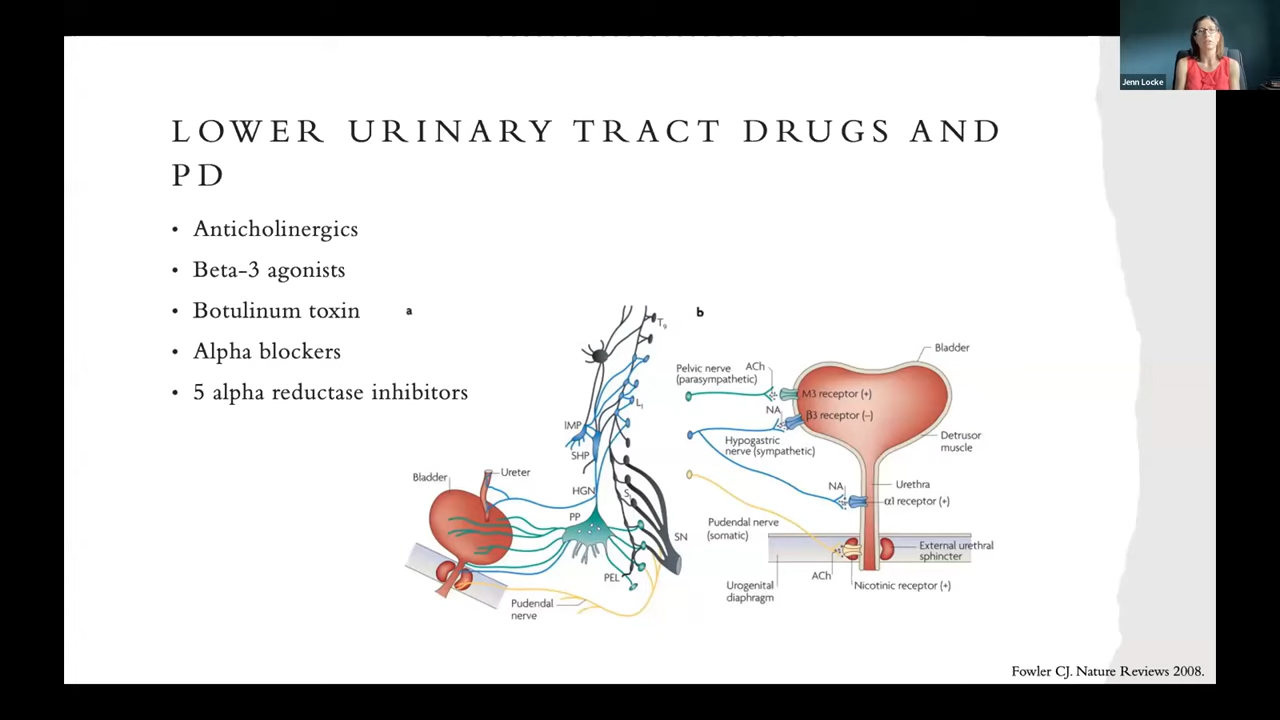 Jenn Locke
LOWER URINARY TRACT DRUGS AND
PD
• Anticholinergics
• Beta-3 agonists
• Botulinum toxin
• Alpha blockers
• 5 alpha reductase inhibitors
a
T9
L1
IMP
SHP
Ureter
Bladder
HGN
S1
PP
SN
PEL
Pudendal
nerve
b
Bladder
Pelvic nerve
(parasympathetic)
ACh
M3 receptor (+)
NA
β3 receptor (–)
Hypogastric
nerve (sympathetic)
Detrusor
muscle
NA
Urethra
α1 receptor (+)
Pudendal nerve
(somatic)
External urethral
sphincter
ACh
Nicotinic receptor (+)
Urogenital
diaphragm
Fowler CJ. Nature Reviews 2008.